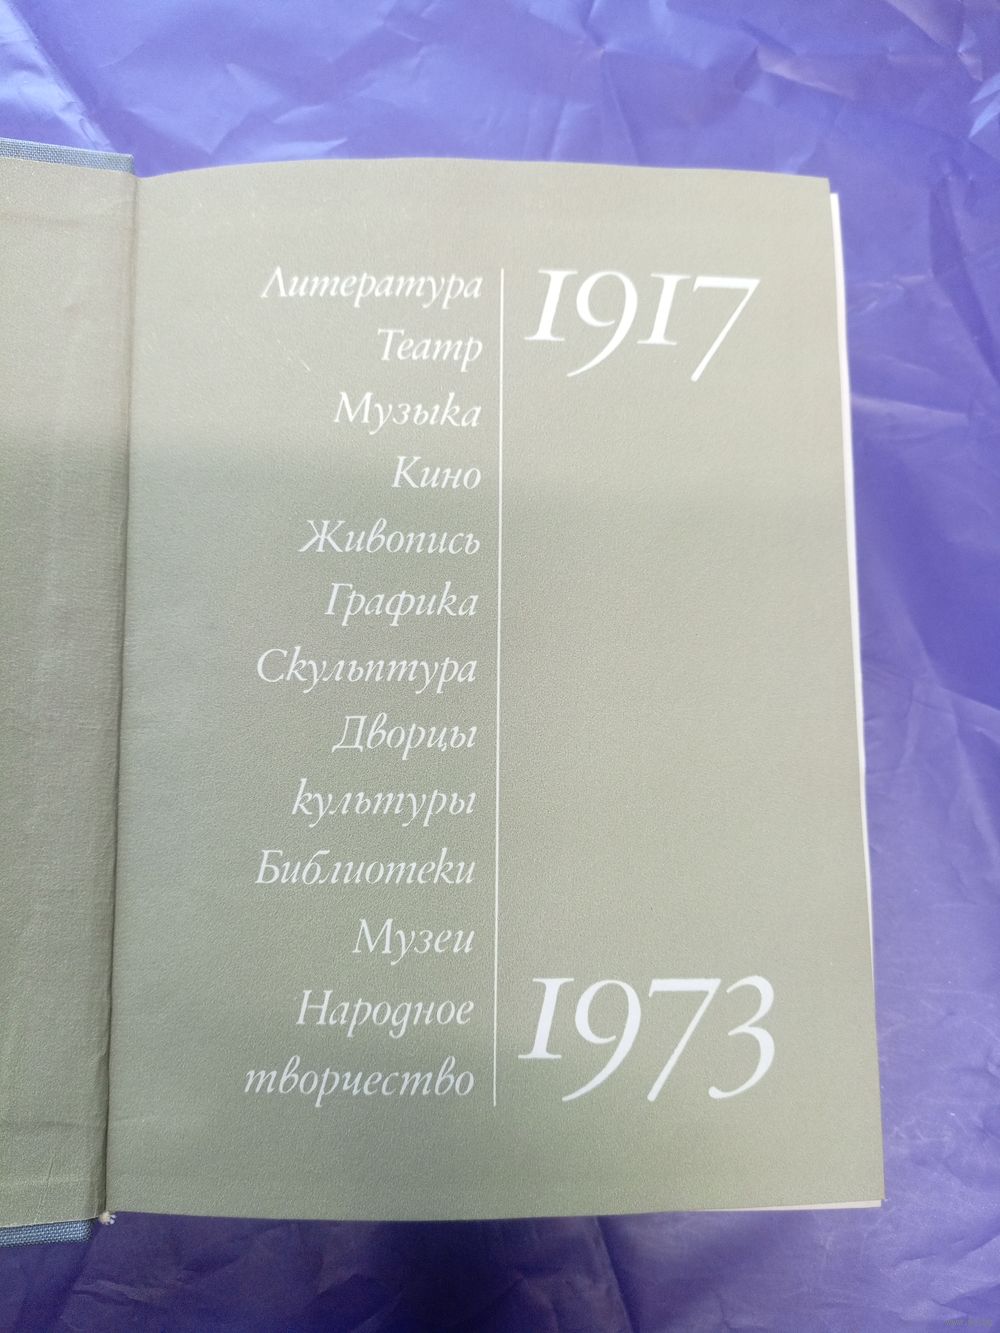 Литература
Театр
Музыка
Кино
Живопись
Графика
Скульптура
Дворцы
культуры
Библиотеки
Музеи
Народное
творчество
1917
1973